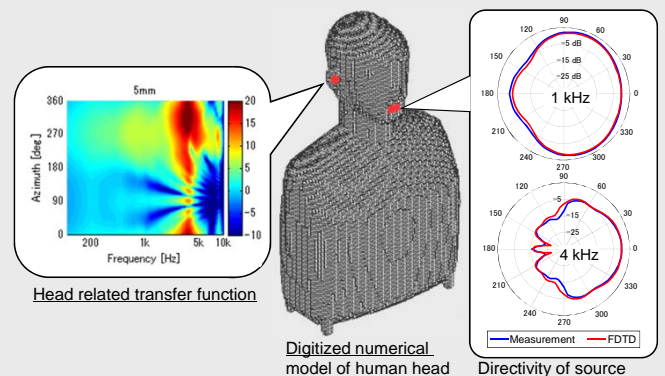 5mm
Azimuth [deg]
360
270
180
90
0
200 1k 5k 10k
Frequency [Hz]
20
15
10
5
0
−5
−10
Head related transfer function
Digitized numerical
model of human head
90
120 60
150 30
180
210 330
240 300
270
−5 dB
−15 dB
−25 dB
1 kHz
90
120 60
150 30
180 0
210 330
240 300
270
−5
−15
−25
4 kHz
Measurement FDTD
Directivity of source